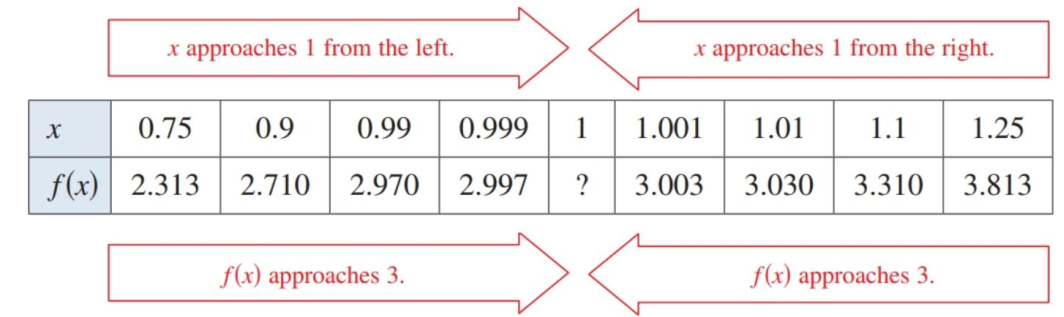 x approaches 1 from the left. x approaches 1 from the right.
x 0.75 0.9 0.99 0.999 1 1.001 1.01 1.1 1.25
f(x) 2.313 2.710 2.970 2.997 ? 3.003 3.030 3.310 3.813
f(x) approaches 3. f(x) approaches 3.